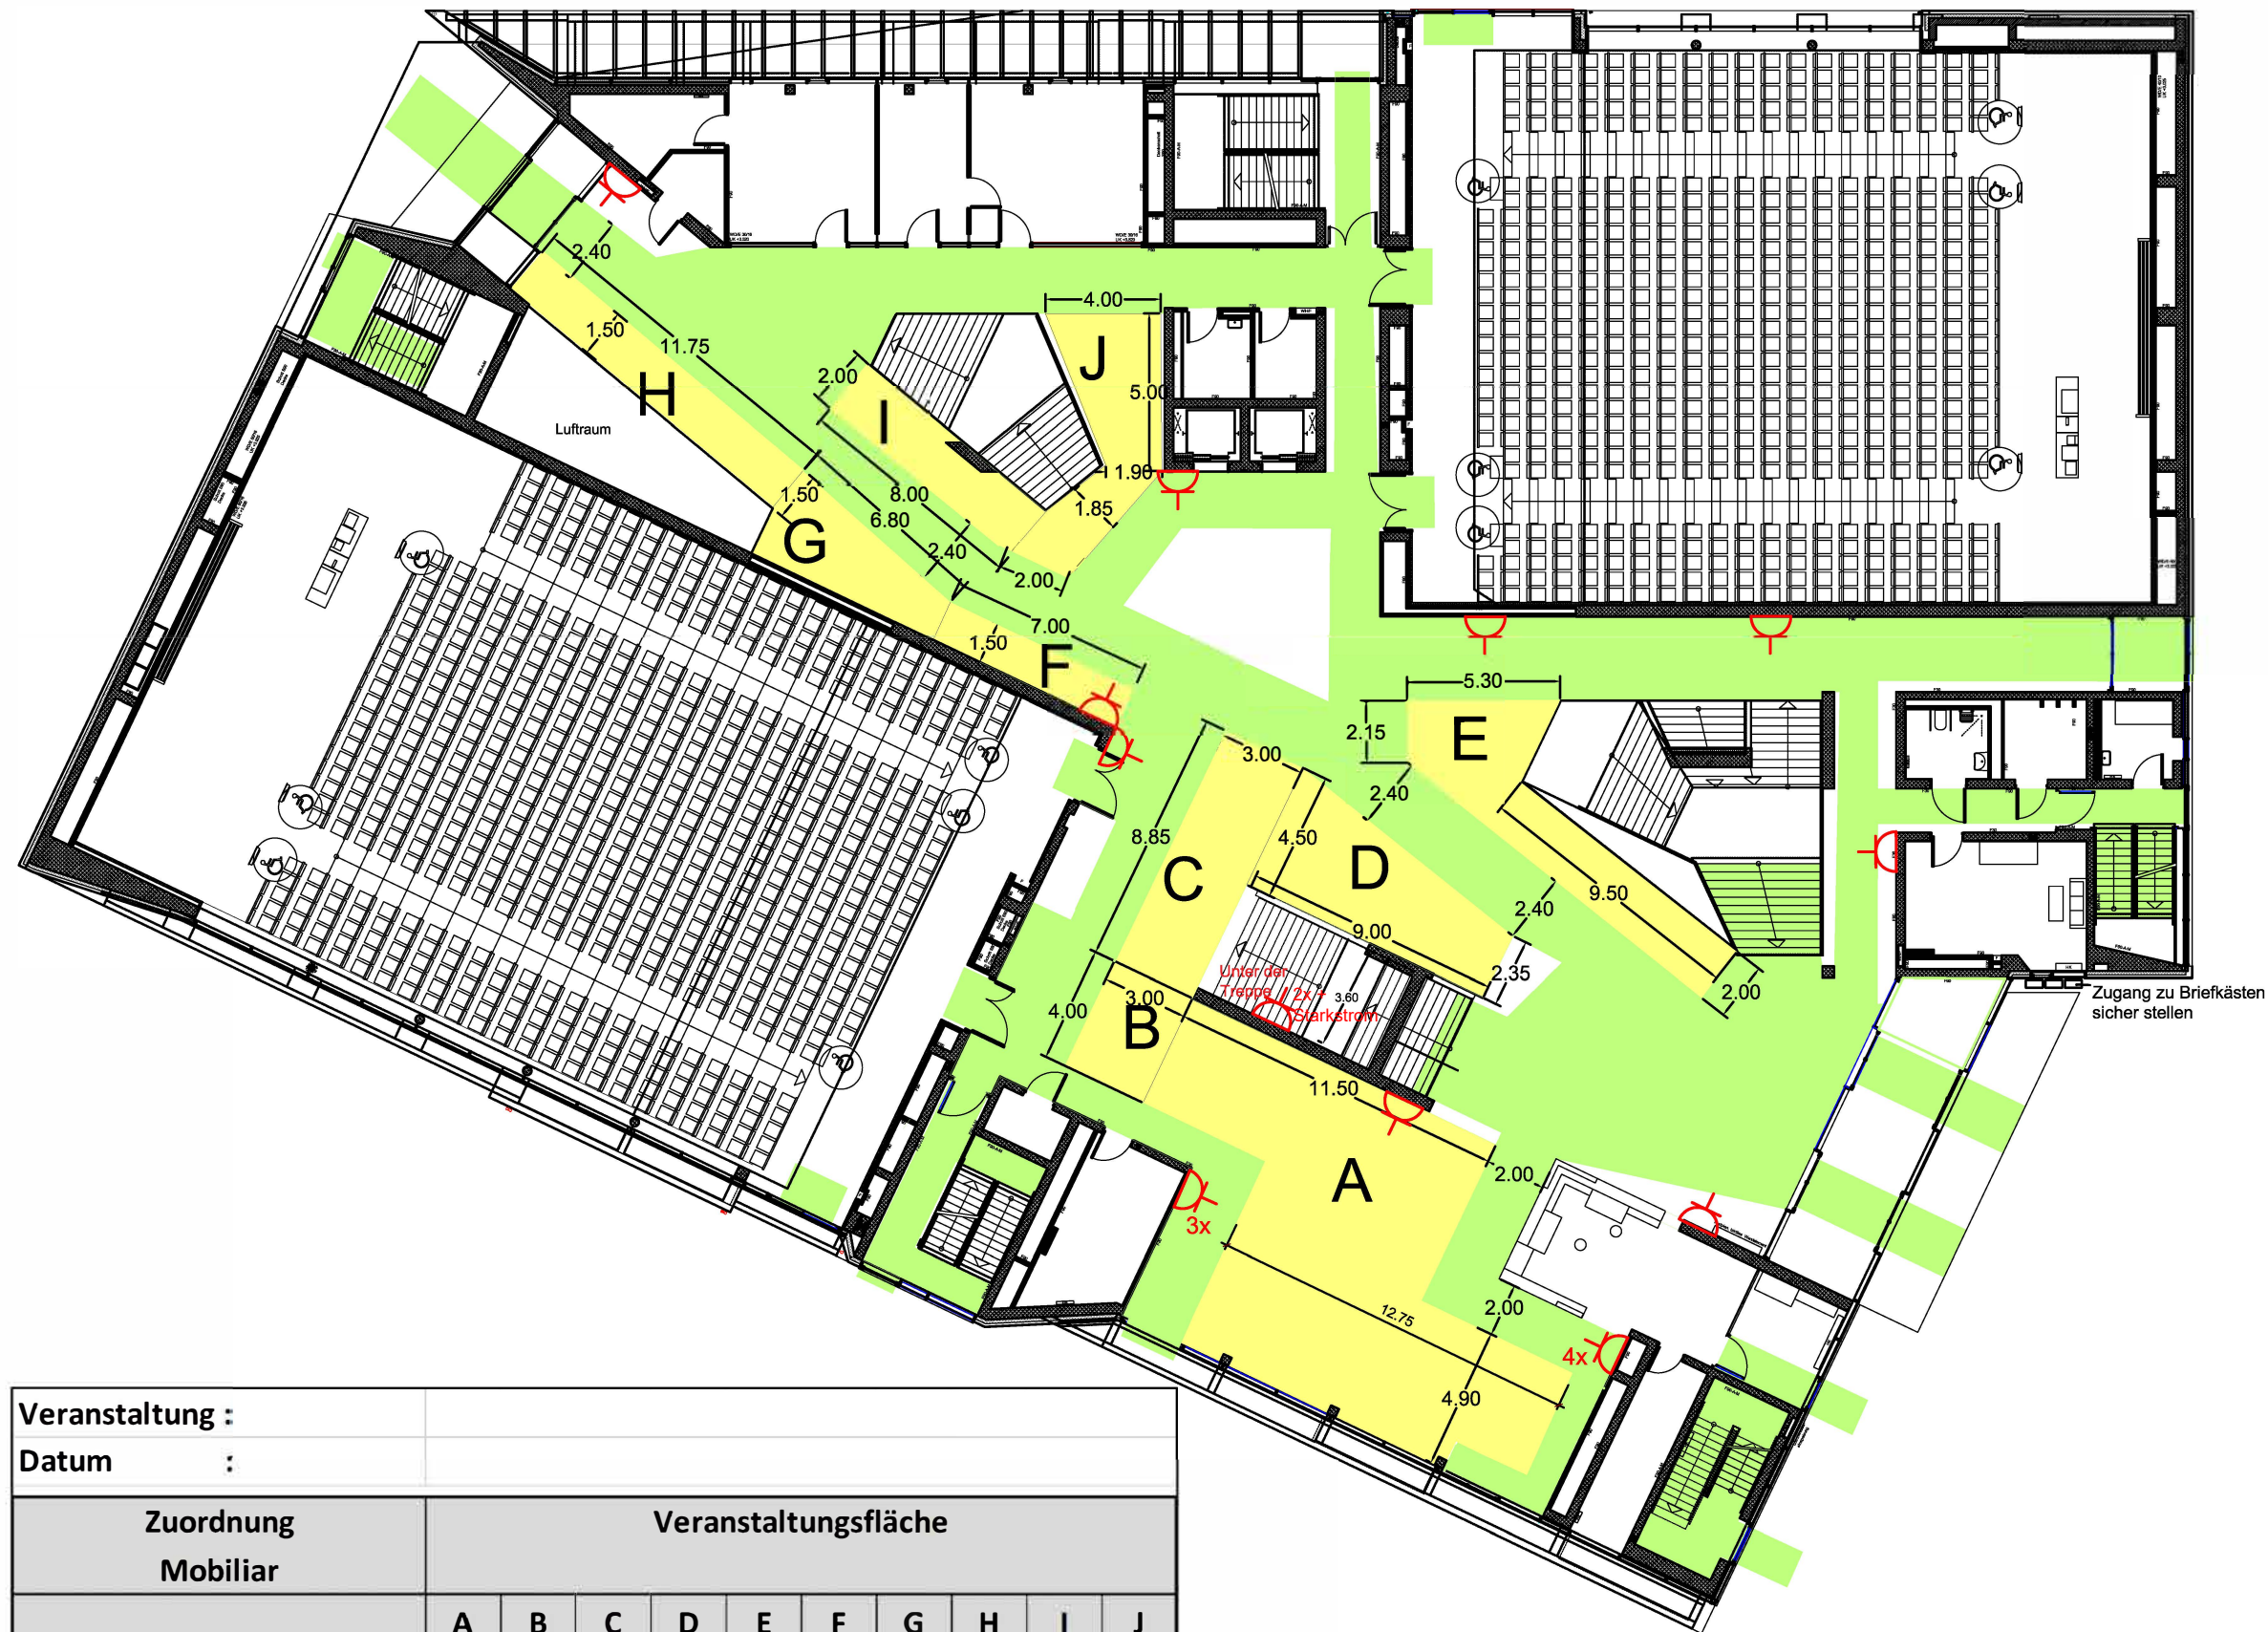 4.00
2.40
1.50
11.75
J
2.00
5.00
H
I
Luftraum
1.90
1.50
8.00
1.85
6.80
G
2.40
2.00
7.00
1.50
F
5.30
2.15
E
3.00
2.40
8.85
4.50
D
C
9.50
2.40
9.00
2.35
Unter der
Treppe
2x +
Starkstrom
3.60
2.00
Zugang zu Briefkästen
sicher stellen
3.00
4.00
B
11.50
A
2.00
3x
2.00
12.75
4x
4.90
Veranstaltung :
Datum :
Zuordnung
Mobiliar
Veranstaltungsfläche
A B C D E F G H I J